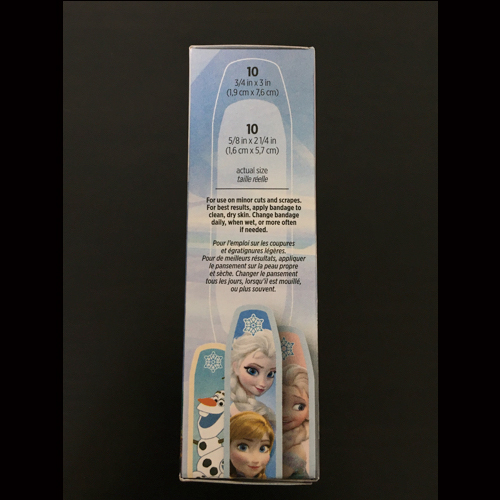 10
3/4 in x 3 in
(1,9 cm x 7,6 cm)
10
5/8 in x 2 1/4 in
(1,6 cm x 5,7 cm)
actual size
taille réelle
For use on minor cuts and scrapes.
For best results, apply bandage to
clean, dry skin. Change bandage
daily, when wet, or more often
if needed.
Pour l'emploi sur les coupures
et égratignures légères.
Pour de meilleurs résultats, appliquer
le pansement sur la peau propre
et sèche. Changer le pansement
tous les jours, lorsqu'il est mouillé,
ou plus souvent.